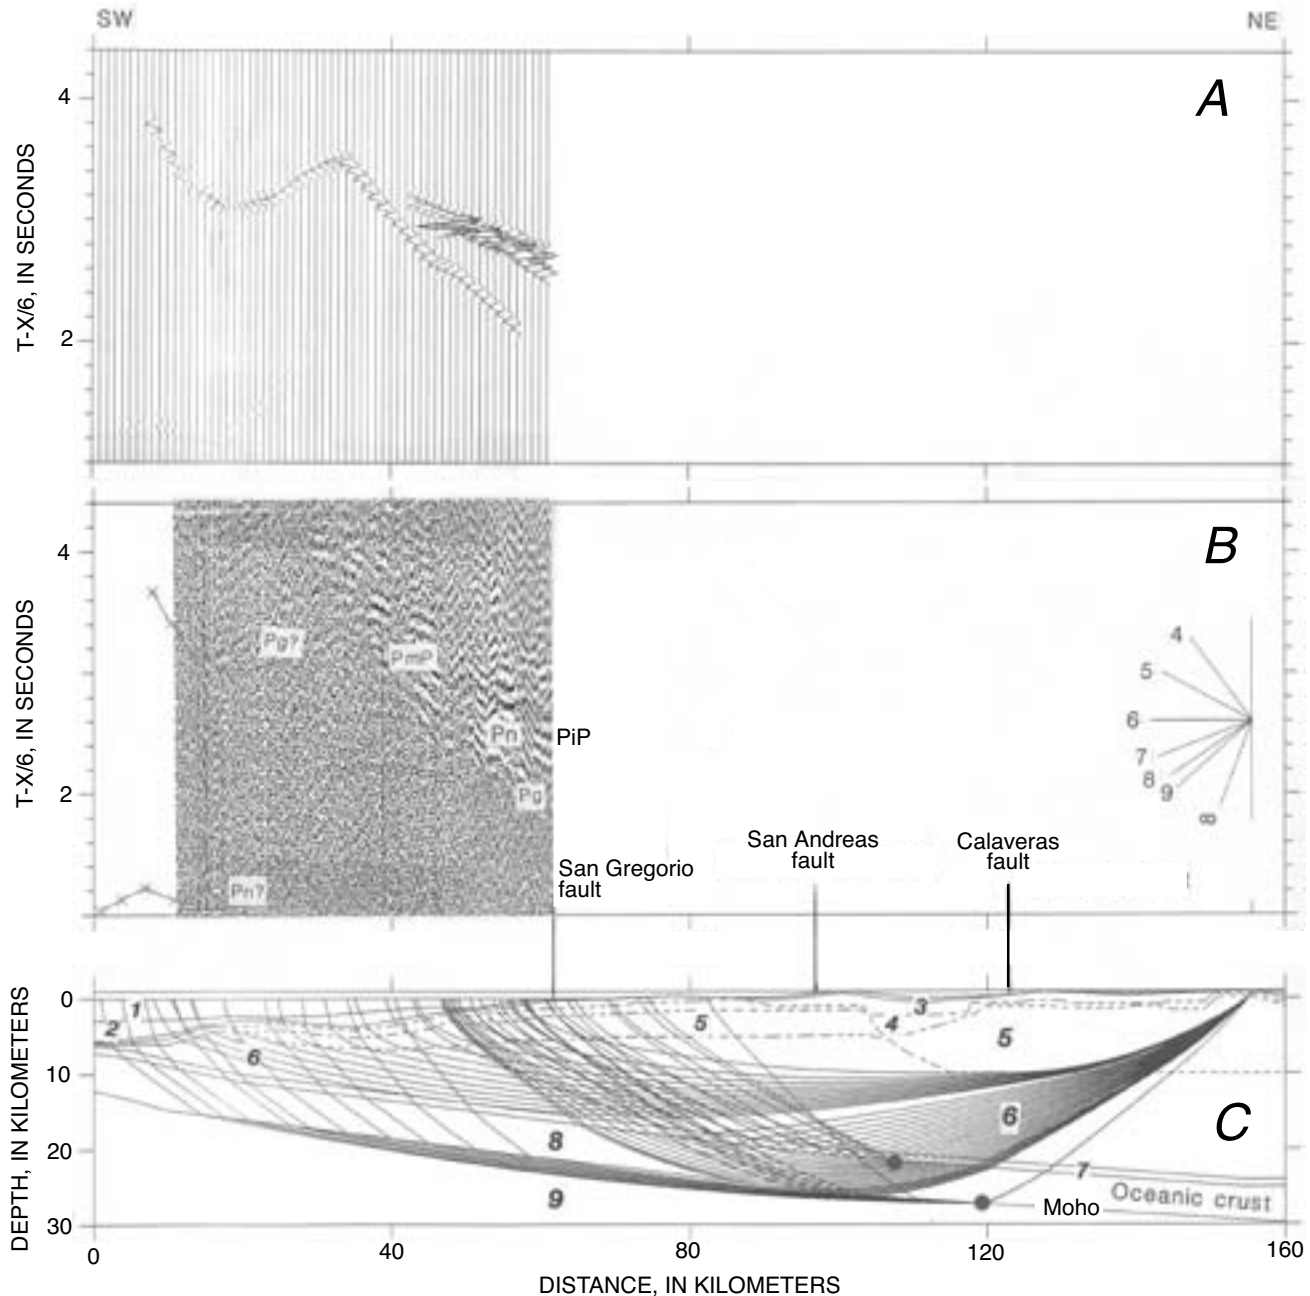 SW
NE
A
4
2
T-X/6, IN SECONDS
B
4
2
T-X/6, IN SECONDS
Pg?
PmP
Pn
PiP
Pg
Pn?
4
5
6
7
8
9
8
San Gregorio
fault
San Andreas
fault
Calaveras
fault
C
0
10
20
30
DEPTH, IN KILOMETERS
1
2
3
4
5
5
6
6
7
8
9
Oceanic crust
Moho
0
40
80
120
160
DISTANCE, IN KILOMETERS